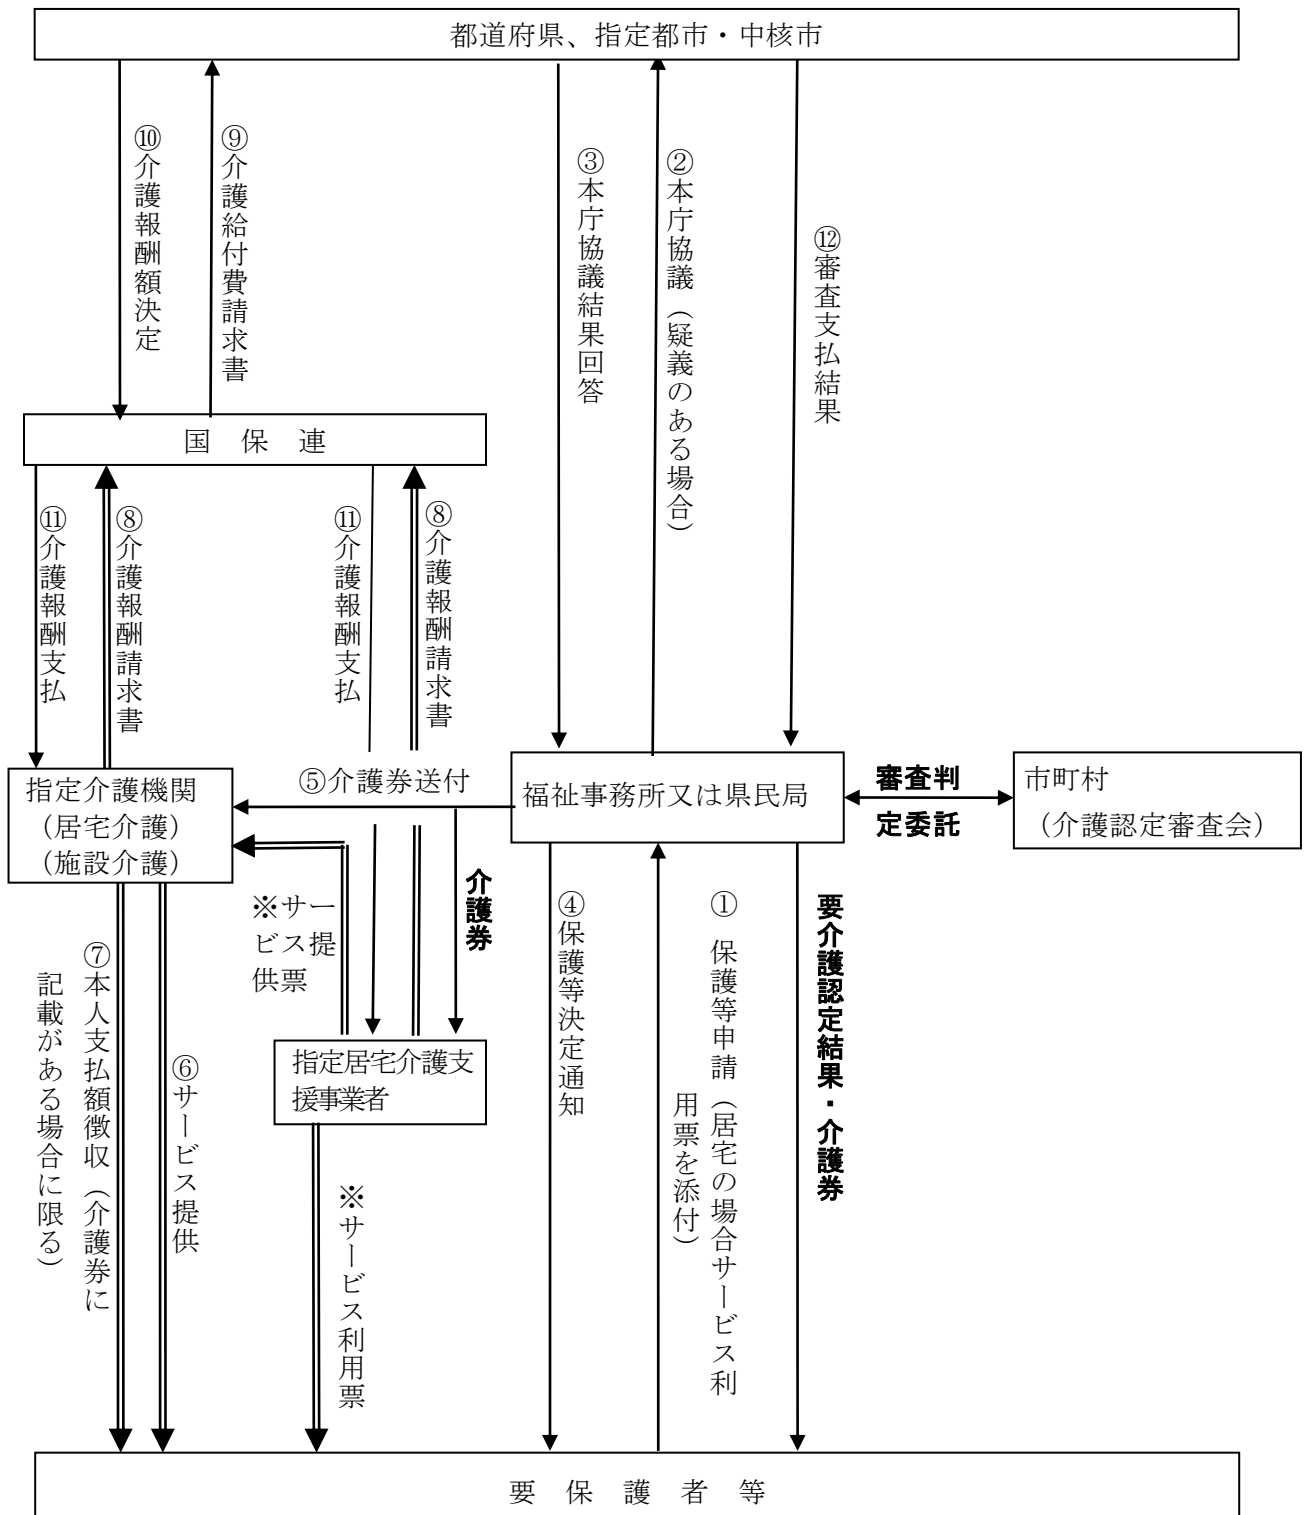 都道府県、指定都市・中核市
⑩介護報酬額決定
⑨介護給付費請求書
③本庁協議結果回答
②本庁協議（疑義のある場合）
⑫審査支払結果
国　保　連
⑪介護報酬支払
⑧介護報酬請求書
⑪介護報酬支払
⑧介護報酬請求書
指定介護機関
（居宅介護）
（施設介護）
⑤介護券送付
福祉事務所又は県民局
審査判
定委託
市町村
（介護認定審査会）
※サー
ビス提
供票
介護券
④保護等決定通知
①　保護等申請（居宅の場合サービス利
用票を添付）
要介護認定結果・介護券
⑦本人支払額徴収（介護券に
記載がある場合に限る）
⑥サービス提供
指定居宅介護支
援事業者
※サービス利用票
要　保　護　者　等